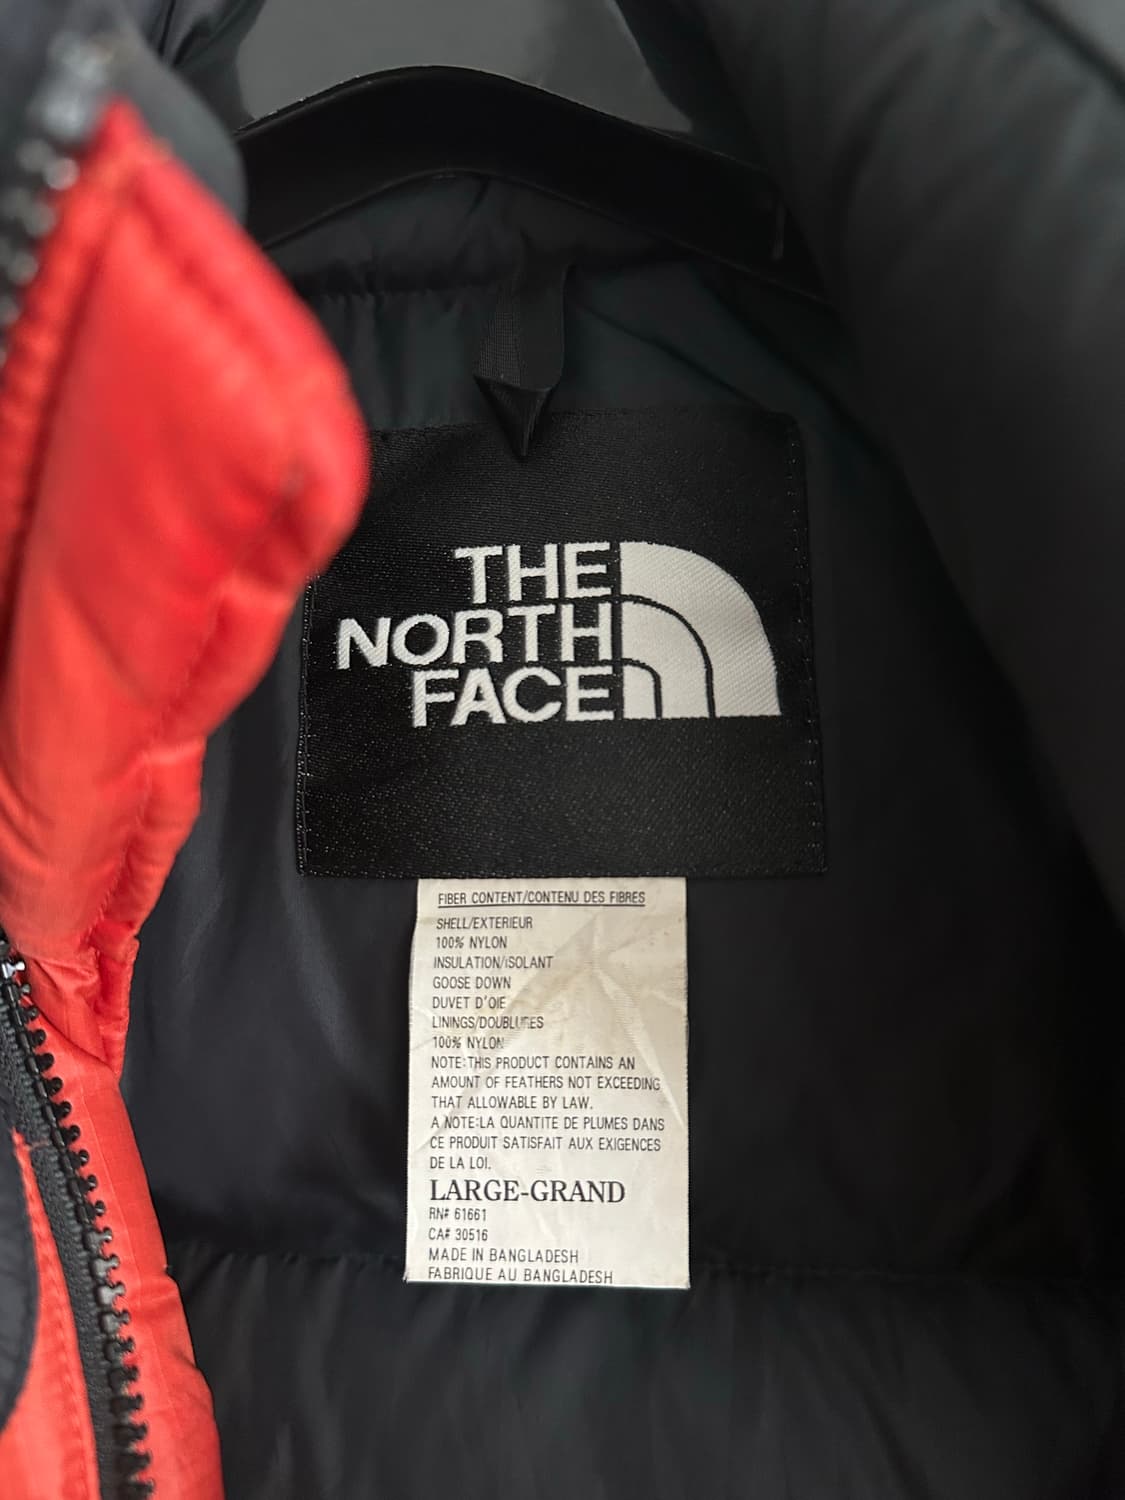 THE
NORTH
FACE
FIBER CONTENT/CONTENU DES FIBRES
SHELL/EXTERIEUR
100% NYLON
INSULATION/ISOLANT
GOOSE DOWN
DUVET D'OIE
LININGS/DOUBLURES
100% NYLON
NOTE:THIS PRODUCT CONTAINS AN
AMOUNT OF FEATHERS NOT EXCEEDING
THAT ALLOWABLE BY LAW.
A NOTE:LA QUANTITE DE PLUMES DANS
CE PRODUIT SATISFAIT AUX EXIGENCES
DE LA LOI.
LARGE-GRAND
RN# 61661
CA# 30516
MADE IN BANGLADESH
FABRIQUE AU BANGLADESH